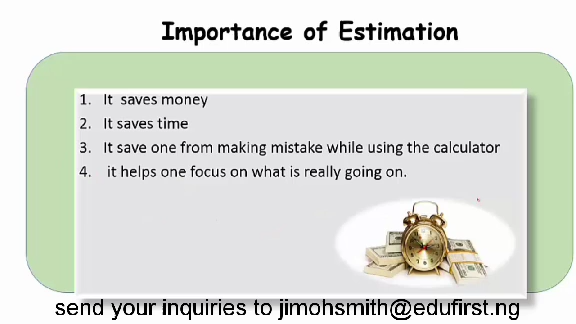 Importance of Estimation
1. It saves money
2. It saves time
3. It save one from making mistake while using the calculator
4. it helps one focus on what is really going on.
send your inquiries to jimohsmith@edufirst.ng